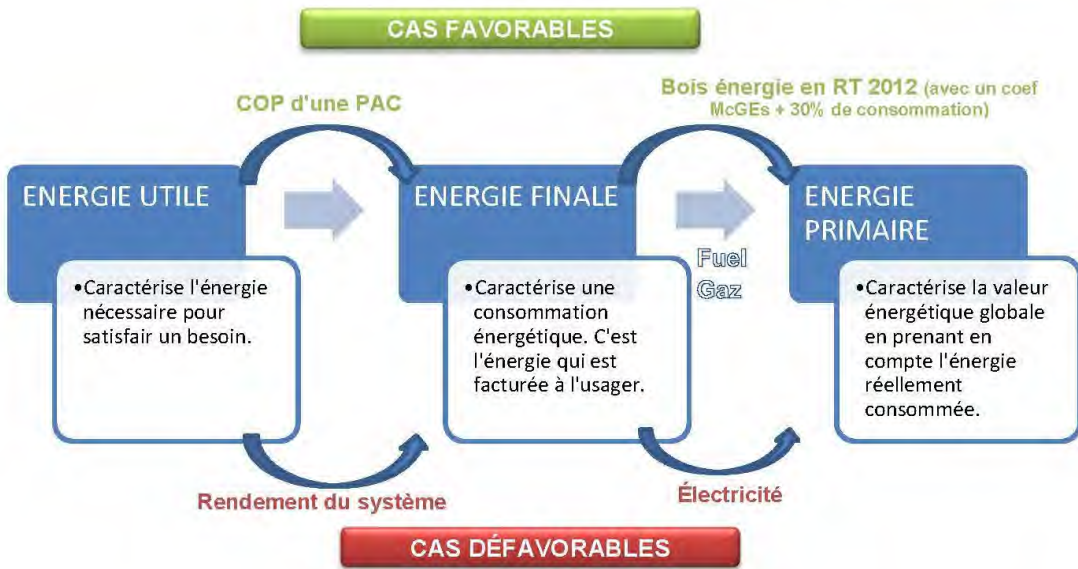 CAS FAVORABLES
COP d'une PAC
Bois énergie en RT 2012 (avec un coef
McGEs + 30% de consommation)
ENERGIE UTILE
•Caractérise l'énergie
nécessaire pour
satisfair un besoin.
ENERGIE FINALE
•Caractérise une
consommation
énergétique. C'est
l'énergie qui est
facturée à l'usager.
Fuel
Gaz
ENERGIE
PRIMAIRE
•Caractérise la valeur
énergétique globale
en prenant en
compte l'énergie
réellement
consommée.
Rendement du système
Électricité
CAS DÉFAVORABLES